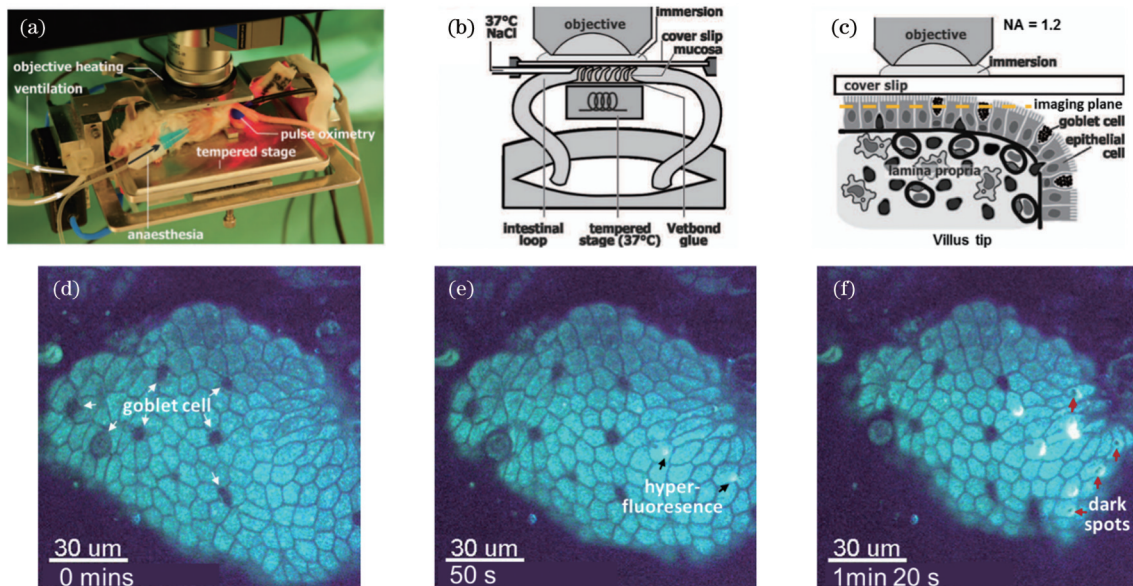 (a)
objective heating
ventilation
pulse oximetry
tempered stage
anaesthesia
(b)
37°C
NaCl
objective
immersion
cover slip
mucosa
intestinal
loop
tempered
stage (37°C)
Vetbond
glue
(c)
NA = 1.2
objective
immersion
cover slip
imaging plane
goblet cell
epithelial
cell
lamina propria
Villus tip
(d)
goblet cell
30 um
0 mins
(e)
hyper-
fluoresence
30 um
50 s
(f)
dark
spots
30 um
1min 20 s